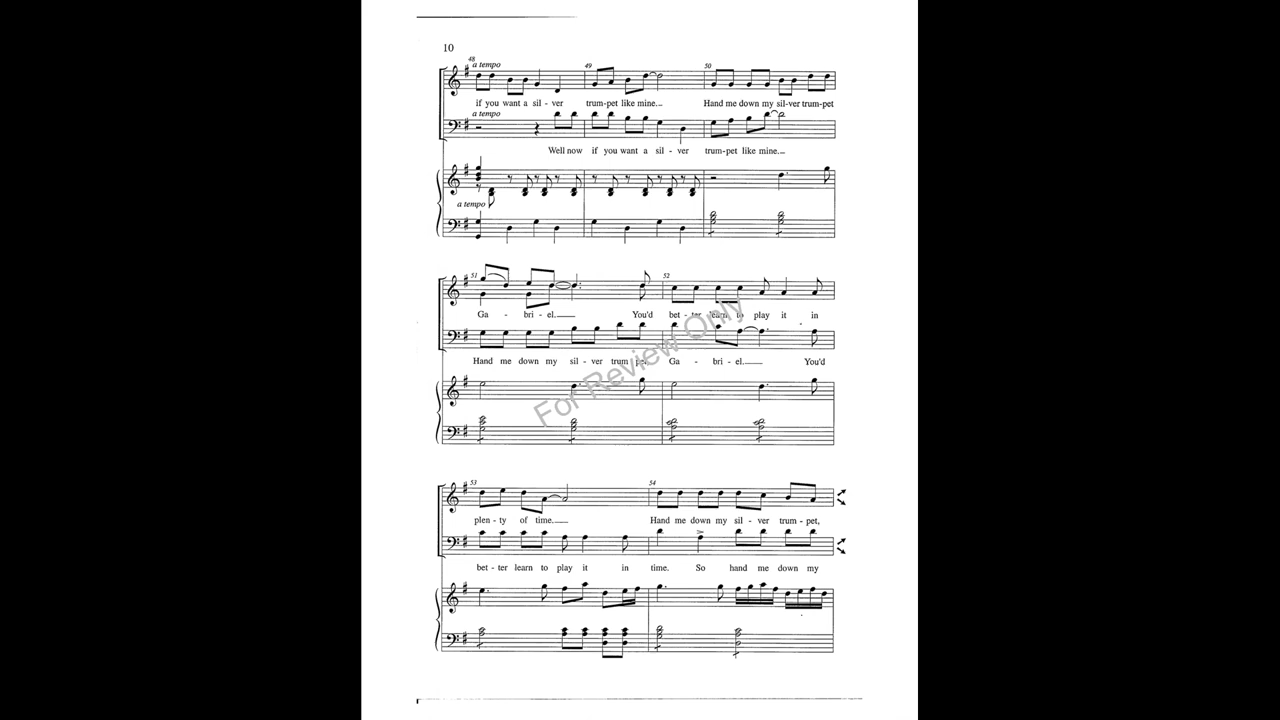 10
48
a tempo
49
50
if you want a sil - ver trum-pet like mine.
Hand me down my sil-ver trum-pet
a tempo
Well now if you want a sil - ver trum-pet like mine.
a tempo
51
52
Ga - bri - el. You'd bet - ter learn to play it in
Hand me down my sil - ver trum pet Ga - bri - el. You'd
For Review Only
53
54
plen - ty of time. Hand me down my sil - ver trum - pet,
bet - ter learn to play it in time. So hand me down my